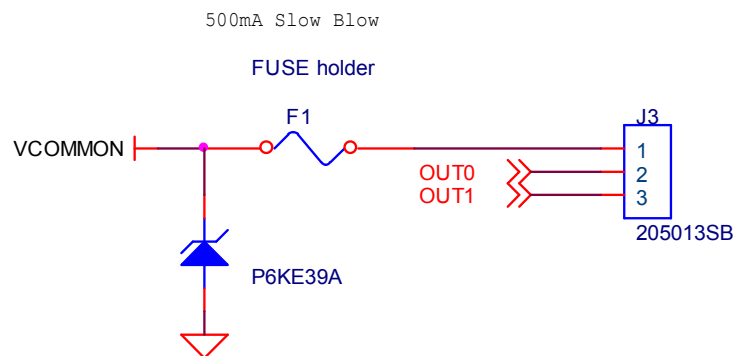 500mA Slow Blow
FUSE holder
F1
J3
VCOMMON
1
OUT0
2
OUT1
3
205013SB
P6KE39A